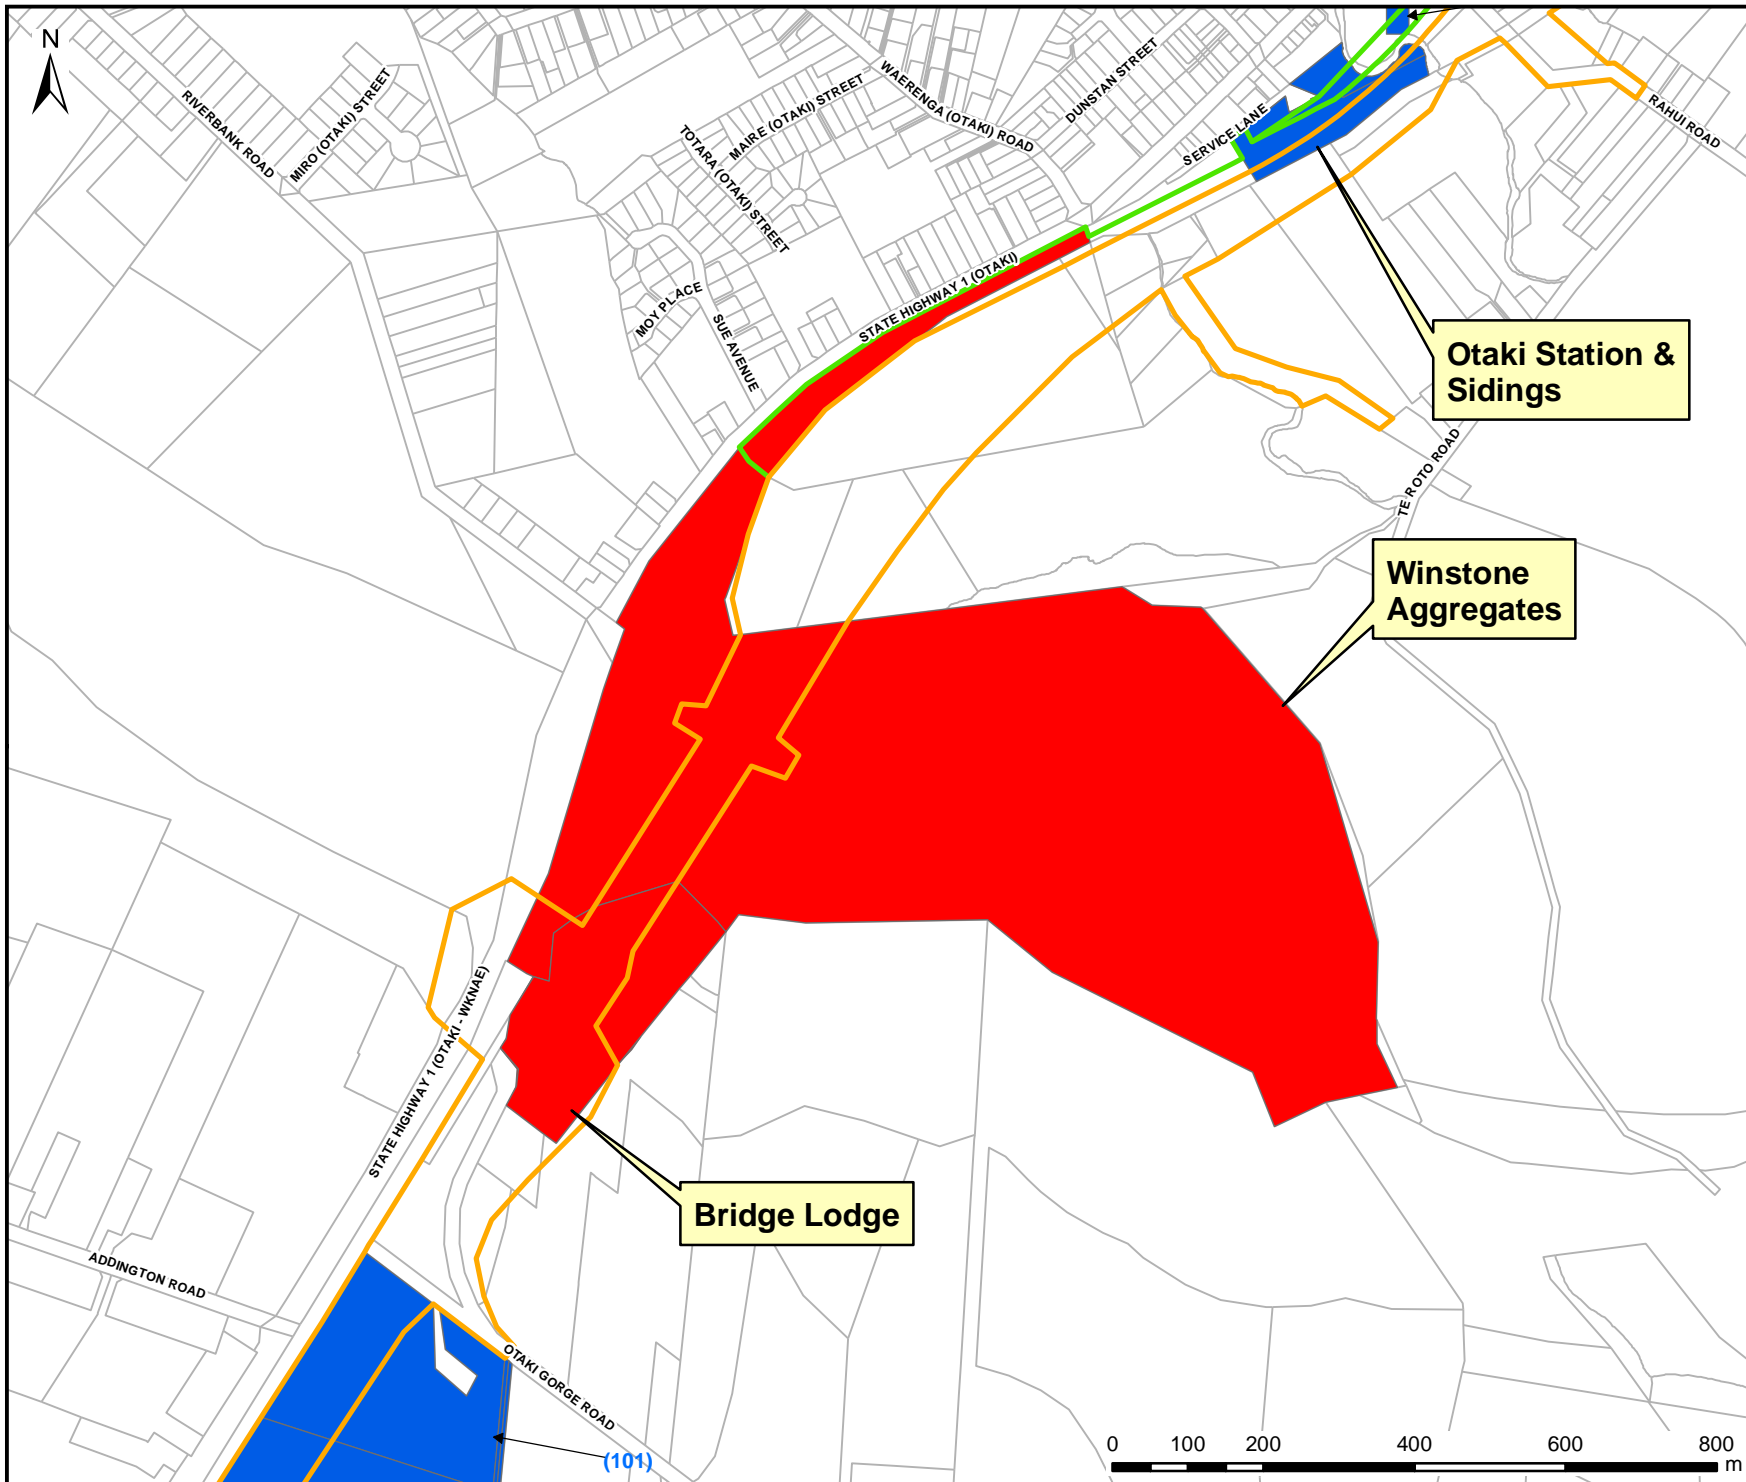 N
RIVERBANK ROAD
MIRO (OTAKI) STREET
TOTARA (OTAKI) STREET
MAIRE (OTAKI) STREET
WAERENGA (OTAKI) ROAD
DUNSTAN STREET
SERVICE LANE
RAHUI ROAD
STATE HIGHWAY 1 (OTAKI)
MOY PLACE
SUE AVENUE
Otaki Station &
Sidings
TE ROTO ROAD
Winstone
Aggregates
STATE HIGHWAY 1 (OTAKI - WKNAE)
Bridge Lodge
ADDINGTON ROAD
OTAKI GORGE ROAD
(101)
0 100 200 400 600 800
m